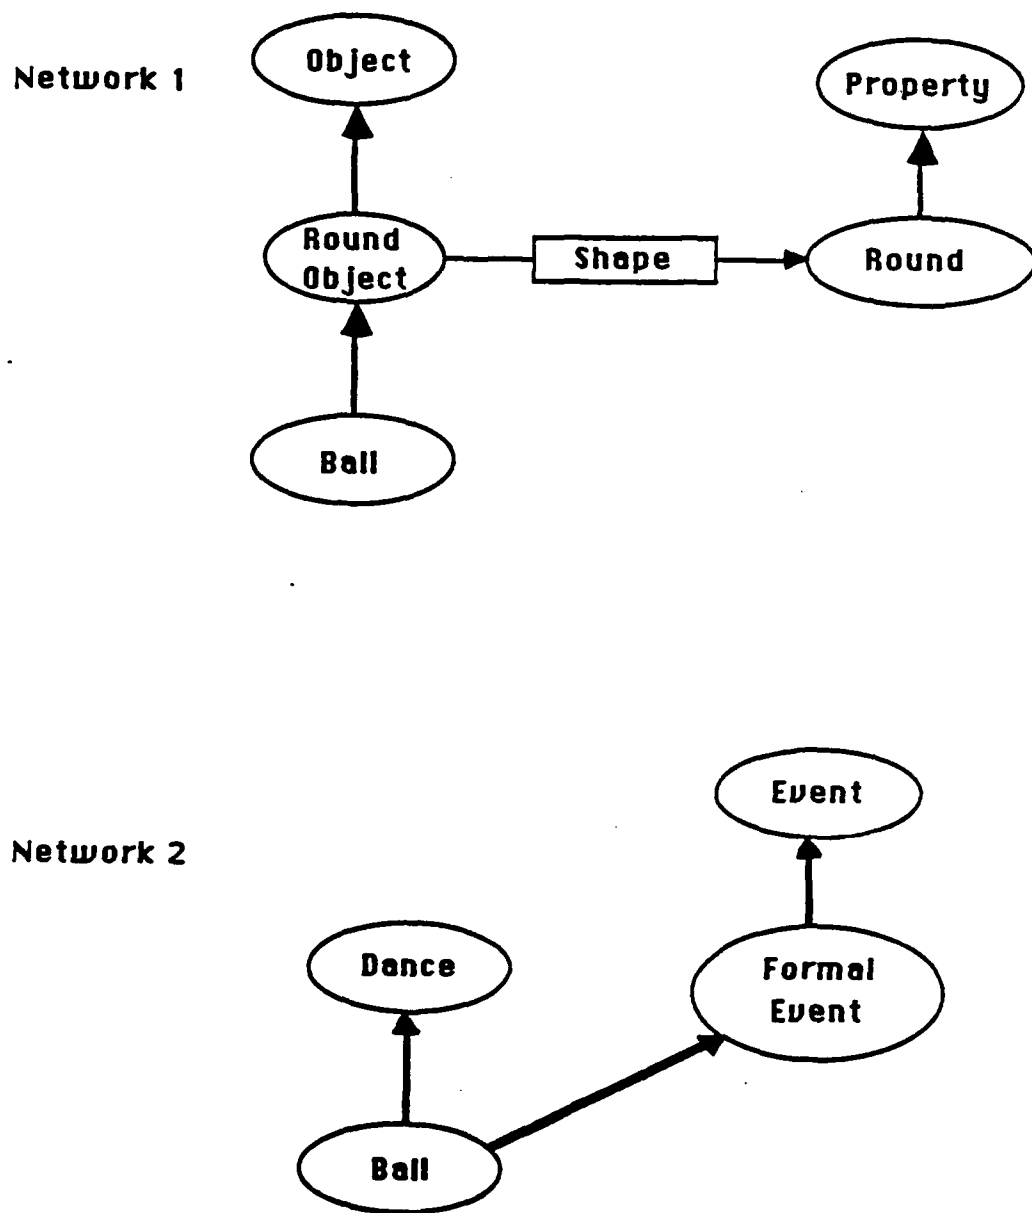 Network 1
Object
Property
Round
Object
Shape
Round
Ball
Network 2
Event
Dance
Formal
Event
Ball